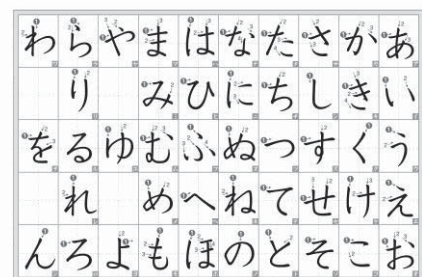 あいうえお
かきくけこ
さしすせそ
たちつてと
なにぬねの
はひふへほ
まみむめも
やゆよ
らりるれろ
わをん